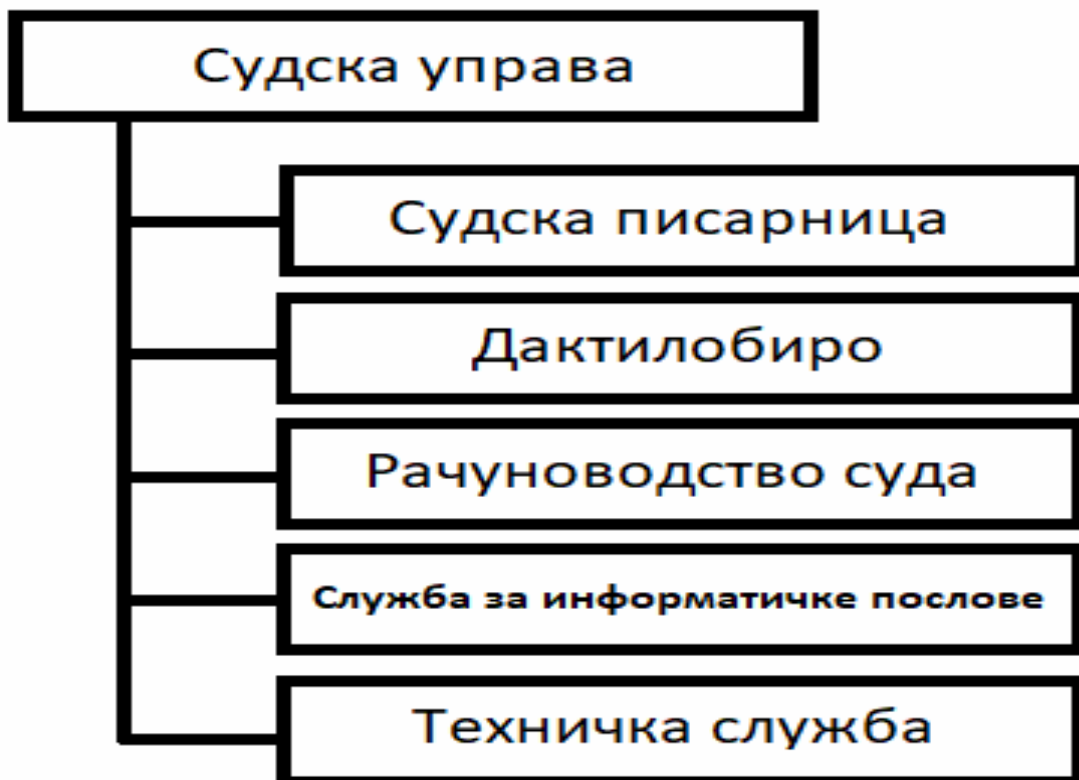 Судска управа
Судска писарница
Дактилобиро
Рачуноводство суда
Служба за информатичке послове
Техничка служба